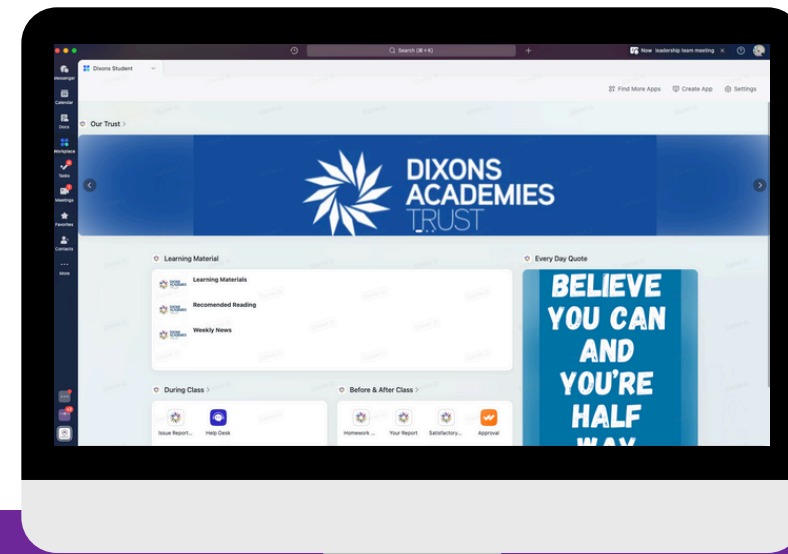 Search (⌘+K)
Now leadership team meeting
Messenger
Dixons Student
Calendar
Find More Apps
Create App
Settings
Docs
Our Trust
Workplace
Tasks
Meetings
Favorites
Contacts
More
DIXONS
ACADEMIES
TRUST
Learning Material
Every Day Quote
Learning Materials
Recomended Reading
Weekly News
BELIEVE
YOU CAN
AND
YOU'RE
HALF
WAY
During Class
Before & After Class
Issue Report...
Help Desk
Homework ...
Your Report
Satisfactory...
Approval